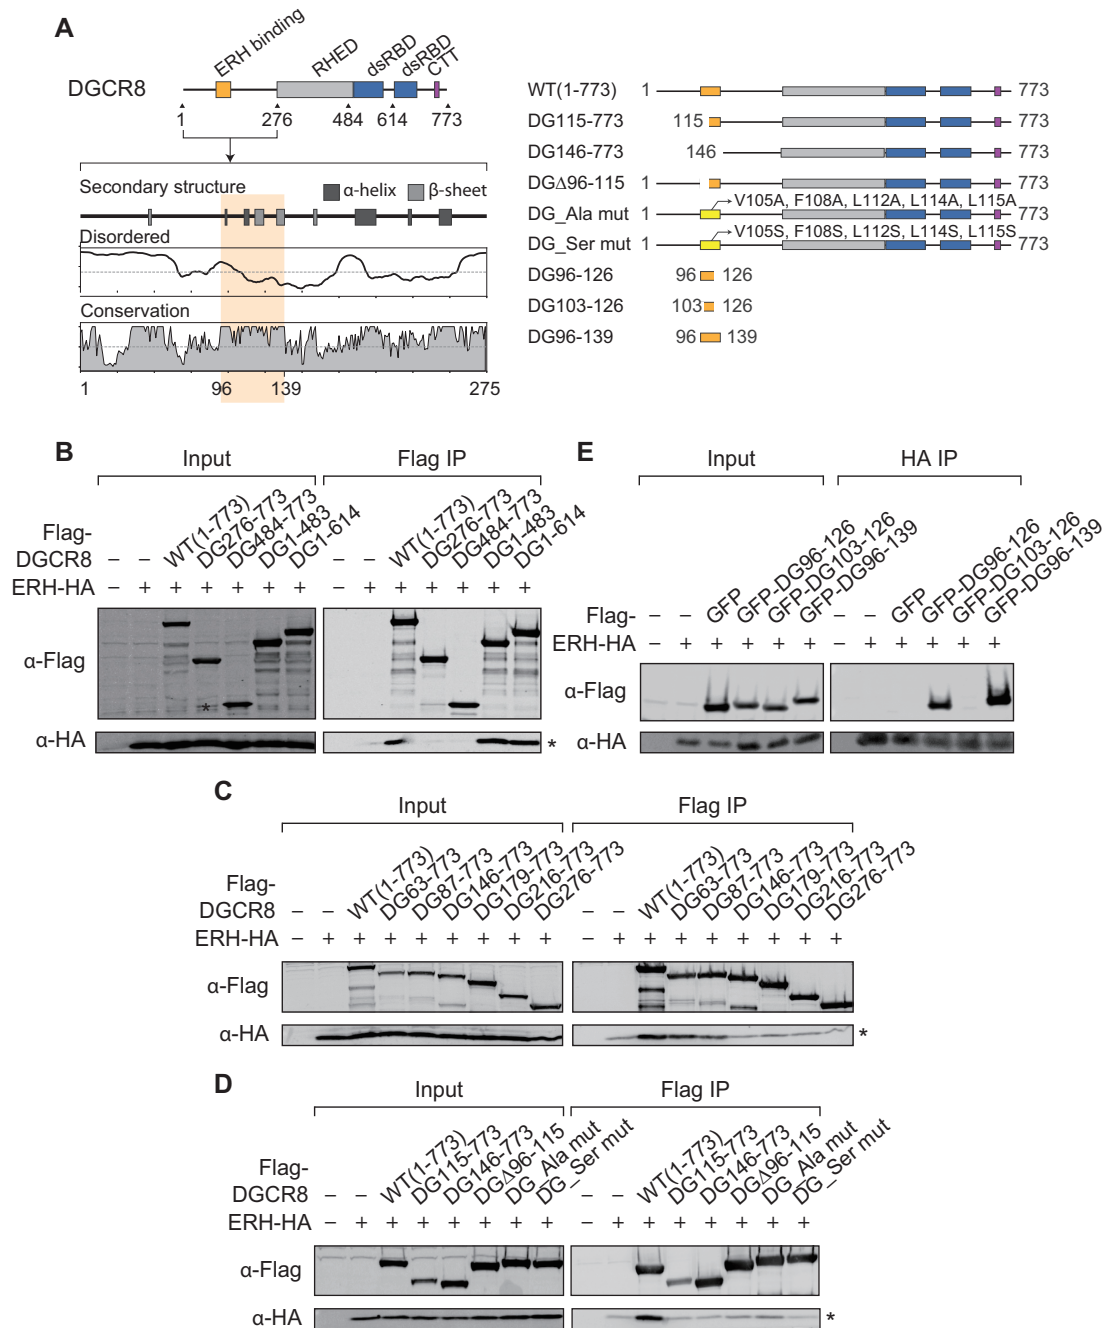 A
DGCR8
ERH binding
RHED
dsRBD
dsRBD
CTT
1 276 484 614 773
Secondary structure
α-helix β-sheet
Disordered
Conservation
1 96 139 275
WT(1-773) 1 773
DG115-773 115 773
DG146-773 146 773
DGΔ96-115 1 773
V105A, F108A, L112A, L114A, L115A
DG_Ala mut 1 773
V105S, F108S, L112S, L114S, L115S
DG_Ser mut 1 773
DG96-126 96 126
DG103-126 103 126
DG96-139 96 139
B
Input Flag IP
Flag-DGCR8 – – WT(1-773) DG276-773 DG484-773 DG1-483 DG1-614 – – WT(1-773) DG276-773 DG484-773 DG1-483 DG1-614
ERH-HA – + + + + + + – + + + + + +
α-Flag
*
α-HA *
E
Input HA IP
Flag- – – GFP GFP-DG96-126 GFP-DG103-126 GFP-DG96-139 – – GFP GFP-DG96-126 GFP-DG103-126 GFP-DG96-139
ERH-HA – + + + + + – + + + + +
α-Flag
α-HA
C
Input Flag IP
Flag-DGCR8 – – WT(1-773) DG63-773 DG87-773 DG146-773 DG179-773 DG216-773 DG276-773 – – WT(1-773) DG63-773 DG87-773 DG146-773 DG179-773 DG216-773 DG276-773
ERH-HA – + + + + + + + + – + + + + + + + +
α-Flag
α-HA *
D
Input Flag IP
Flag-DGCR8 – – WT(1-773) DG115-773 DG146-773 DGΔ96-115 DG_Ala mut DG_Ser mut – – WT(1-773) DG115-773 DG146-773 DGΔ96-115 DG_Ala mut DG_Ser mut
ERH-HA – + + + + + + + – + + + + + + +
α-Flag
α-HA *